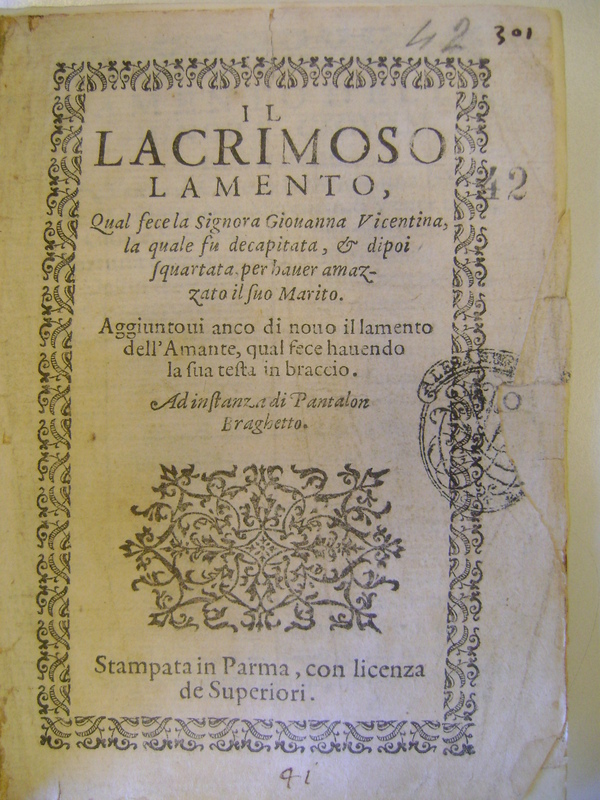 42 301
IL
LACRIMOSO
LAMENTO,
42
Qual fece la Signora Giouanna Vicentina,
la quale fù decapitata, & dipoi
ſquartata per hauer amaz-
zato il ſuo Marito.
Aggiuntoui anco di nouo il lamento
dell'Amante, qual fece hauendo
la ſua teſta in braccio.
Ad inſtanza di Pantalon
Braghetto.
Stampata in Parma, con licenza
de Superiori.
41